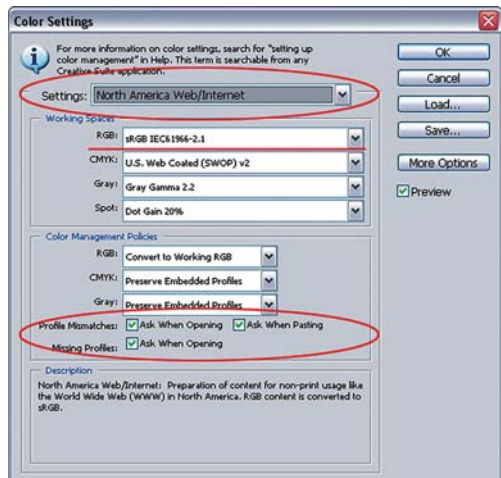 Color Settings
For more information on color settings, search for "setting up
color management" in Help. This term is searchable from any
Creative Suite application.
Settings: North America Web/Internet
OK
Cancel
Load...
Save...
More Options
Preview
Working Spaces
RGB: sRGB IEC61966-2.1
CMYK: U.S. Web Coated (SWOP) v2
Gray: Gray Gamma 2.2
Spot: Dot Gain 20%
Color Management Policies
RGB: Convert to Working RGB
CMYK: Preserve Embedded Profiles
Gray: Preserve Embedded Profiles
Profile Mismatches: Ask When Opening Ask When Pasting
Missing Profiles: Ask When Opening
Description
North America Web/Internet: Preparation of content for non-print usage like
the World Wide Web (WWW) in North America. RGB content is converted to
sRGB.